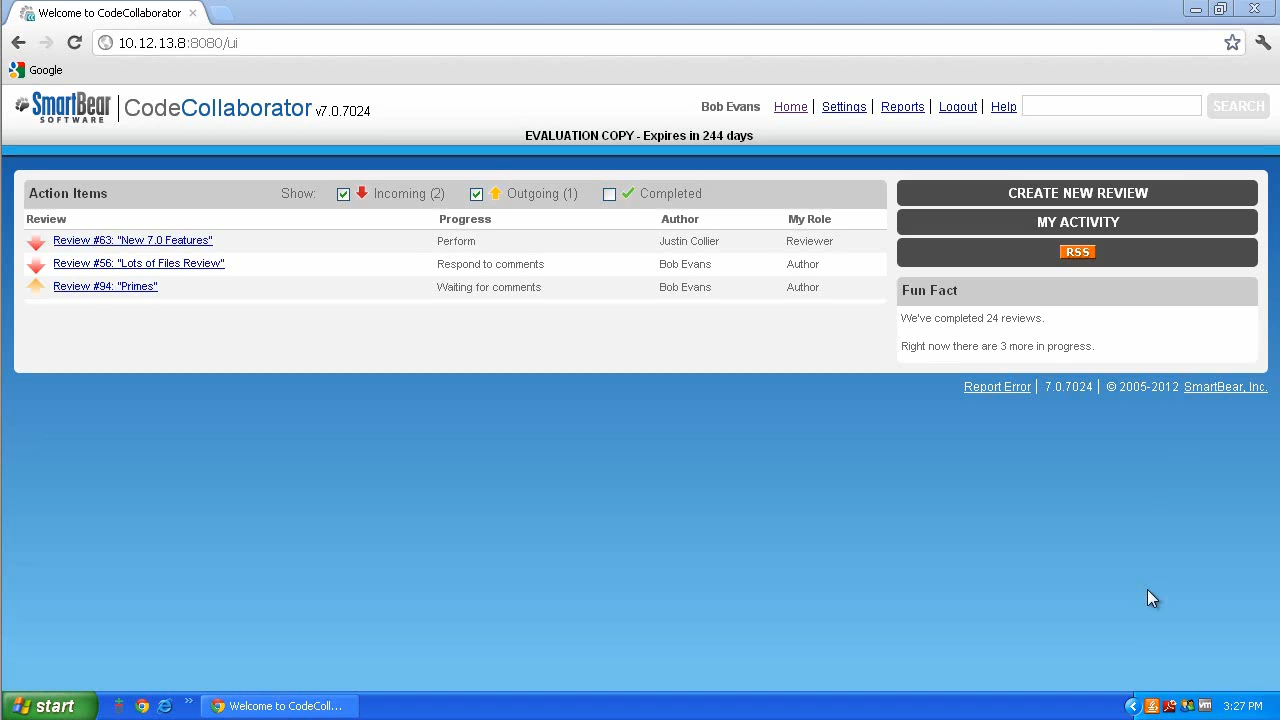 Welcome to CodeCollaborator
10.12.13.8:8080/ui
Google
SmartBear SOFTWARE CodeCollaborator v7.0.7024
Bob Evans Home Settings Reports Logout Help SEARCH
EVALUATION COPY - Expires in 244 days
Action Items Show: Incoming (2) Outgoing (1) Completed
Review Progress Author My Role
Review #63: "New 7.0 Features" Perform Justin Collier Reviewer
Review #56: "Lots of Files Review" Respond to comments Bob Evans Author
Review #94: "Primes" Waiting for comments Bob Evans Author
CREATE NEW REVIEW
MY ACTIVITY
RSS
Fun Fact
We've completed 24 reviews.
Right now there are 3 more in progress.
Report Error 7.0.7024 © 2005-2012 SmartBear, Inc.
start Welcome to CodeColl... 3:27 PM